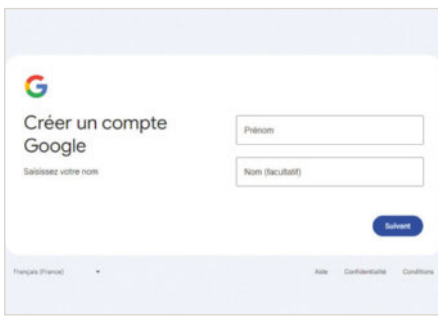 Créer un compte
Google
Saisissez votre nom
Prénom
Nom (facultatif)
Suivant
Français (France)
Aide Confidentialité Conditions